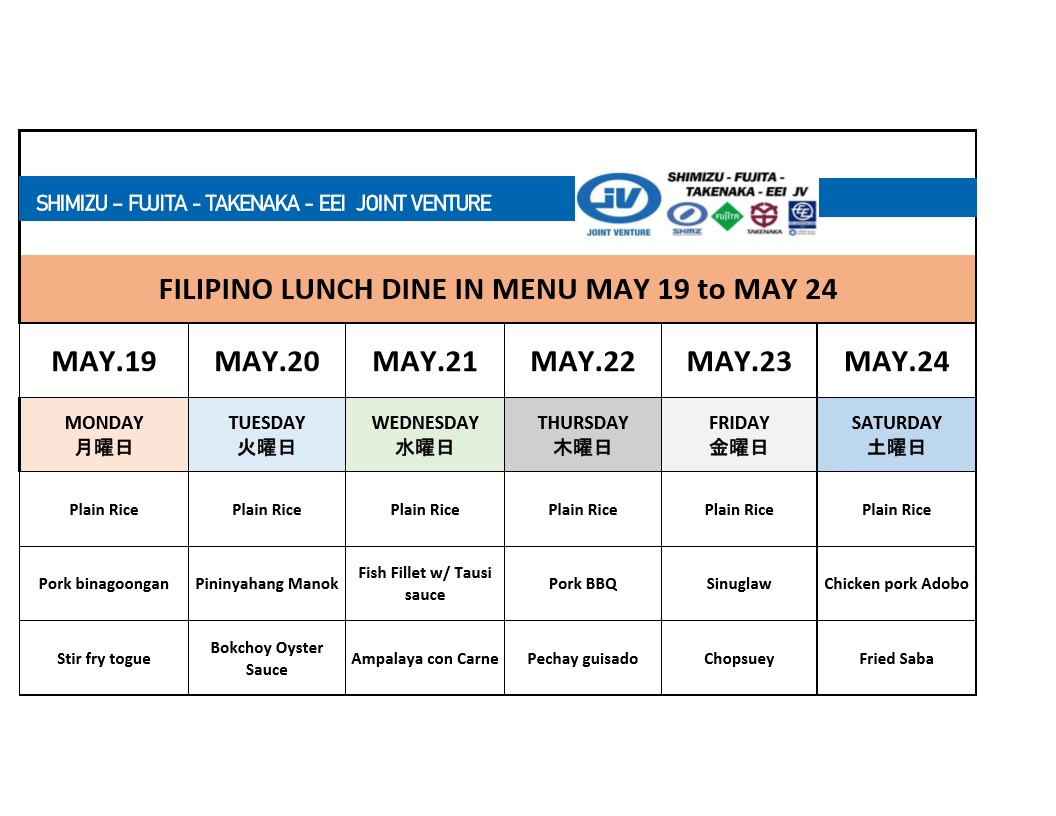 SHIMIZU – FUJITA - TAKENAKA - EEI JOINT VENTURE
JV
JOINT VENTURE
SHIMIZU - FUJITA -
TAKENAKA - EEI JV
SHIMZ
FUJITA
TAKENAKA
FILIPINO LUNCH DINE IN MENU MAY 19 to MAY 24
MAY.19 MAY.20 MAY.21 MAY.22 MAY.23 MAY.24
MONDAY TUESDAY WEDNESDAY THURSDAY FRIDAY SATURDAY
月曜日 火曜日 水曜日 木曜日 金曜日 土曜日
Plain Rice Plain Rice Plain Rice Plain Rice Plain Rice Plain Rice
Pork binagoongan Pininyahang Manok Fish Fillet w/ Tausi
sauce Pork BBQ Sinuglaw Chicken pork Adobo
Stir fry togue Bokchoy Oyster
Sauce Ampalaya con Carne Pechay guisado Chopsuey Fried Saba